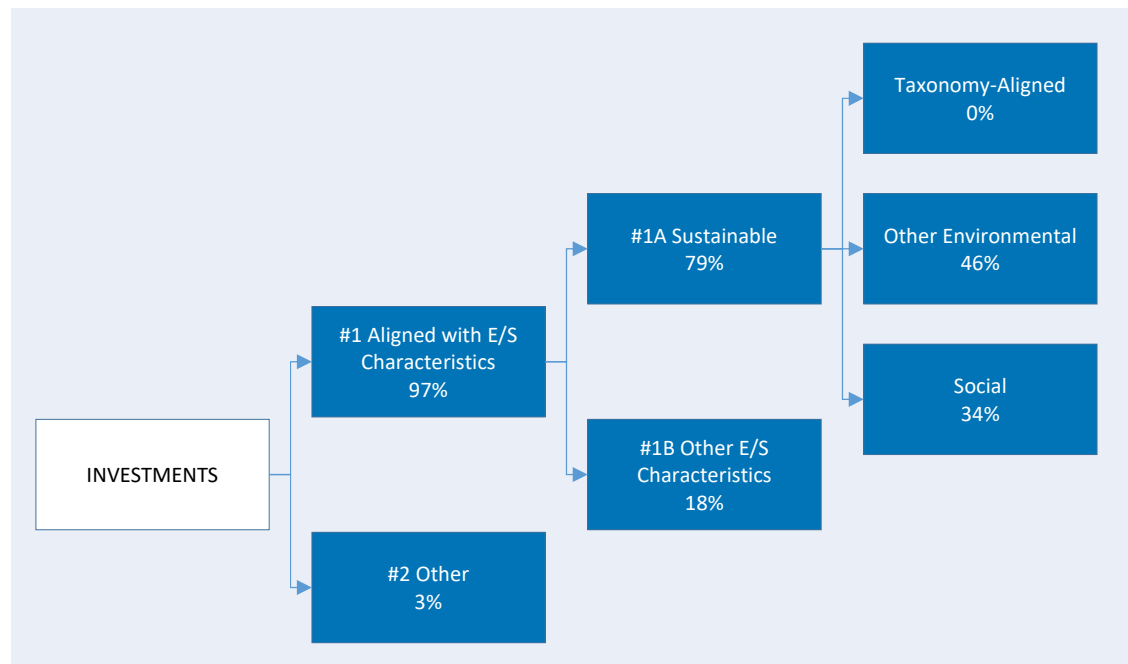 INVESTMENTS
#1 Aligned with E/S
Characteristics
97%
#2 Other
3%
#1A Sustainable
79%
#1B Other E/S
Characteristics
18%
Taxonomy-Aligned
0%
Other Environmental
46%
Social
34%